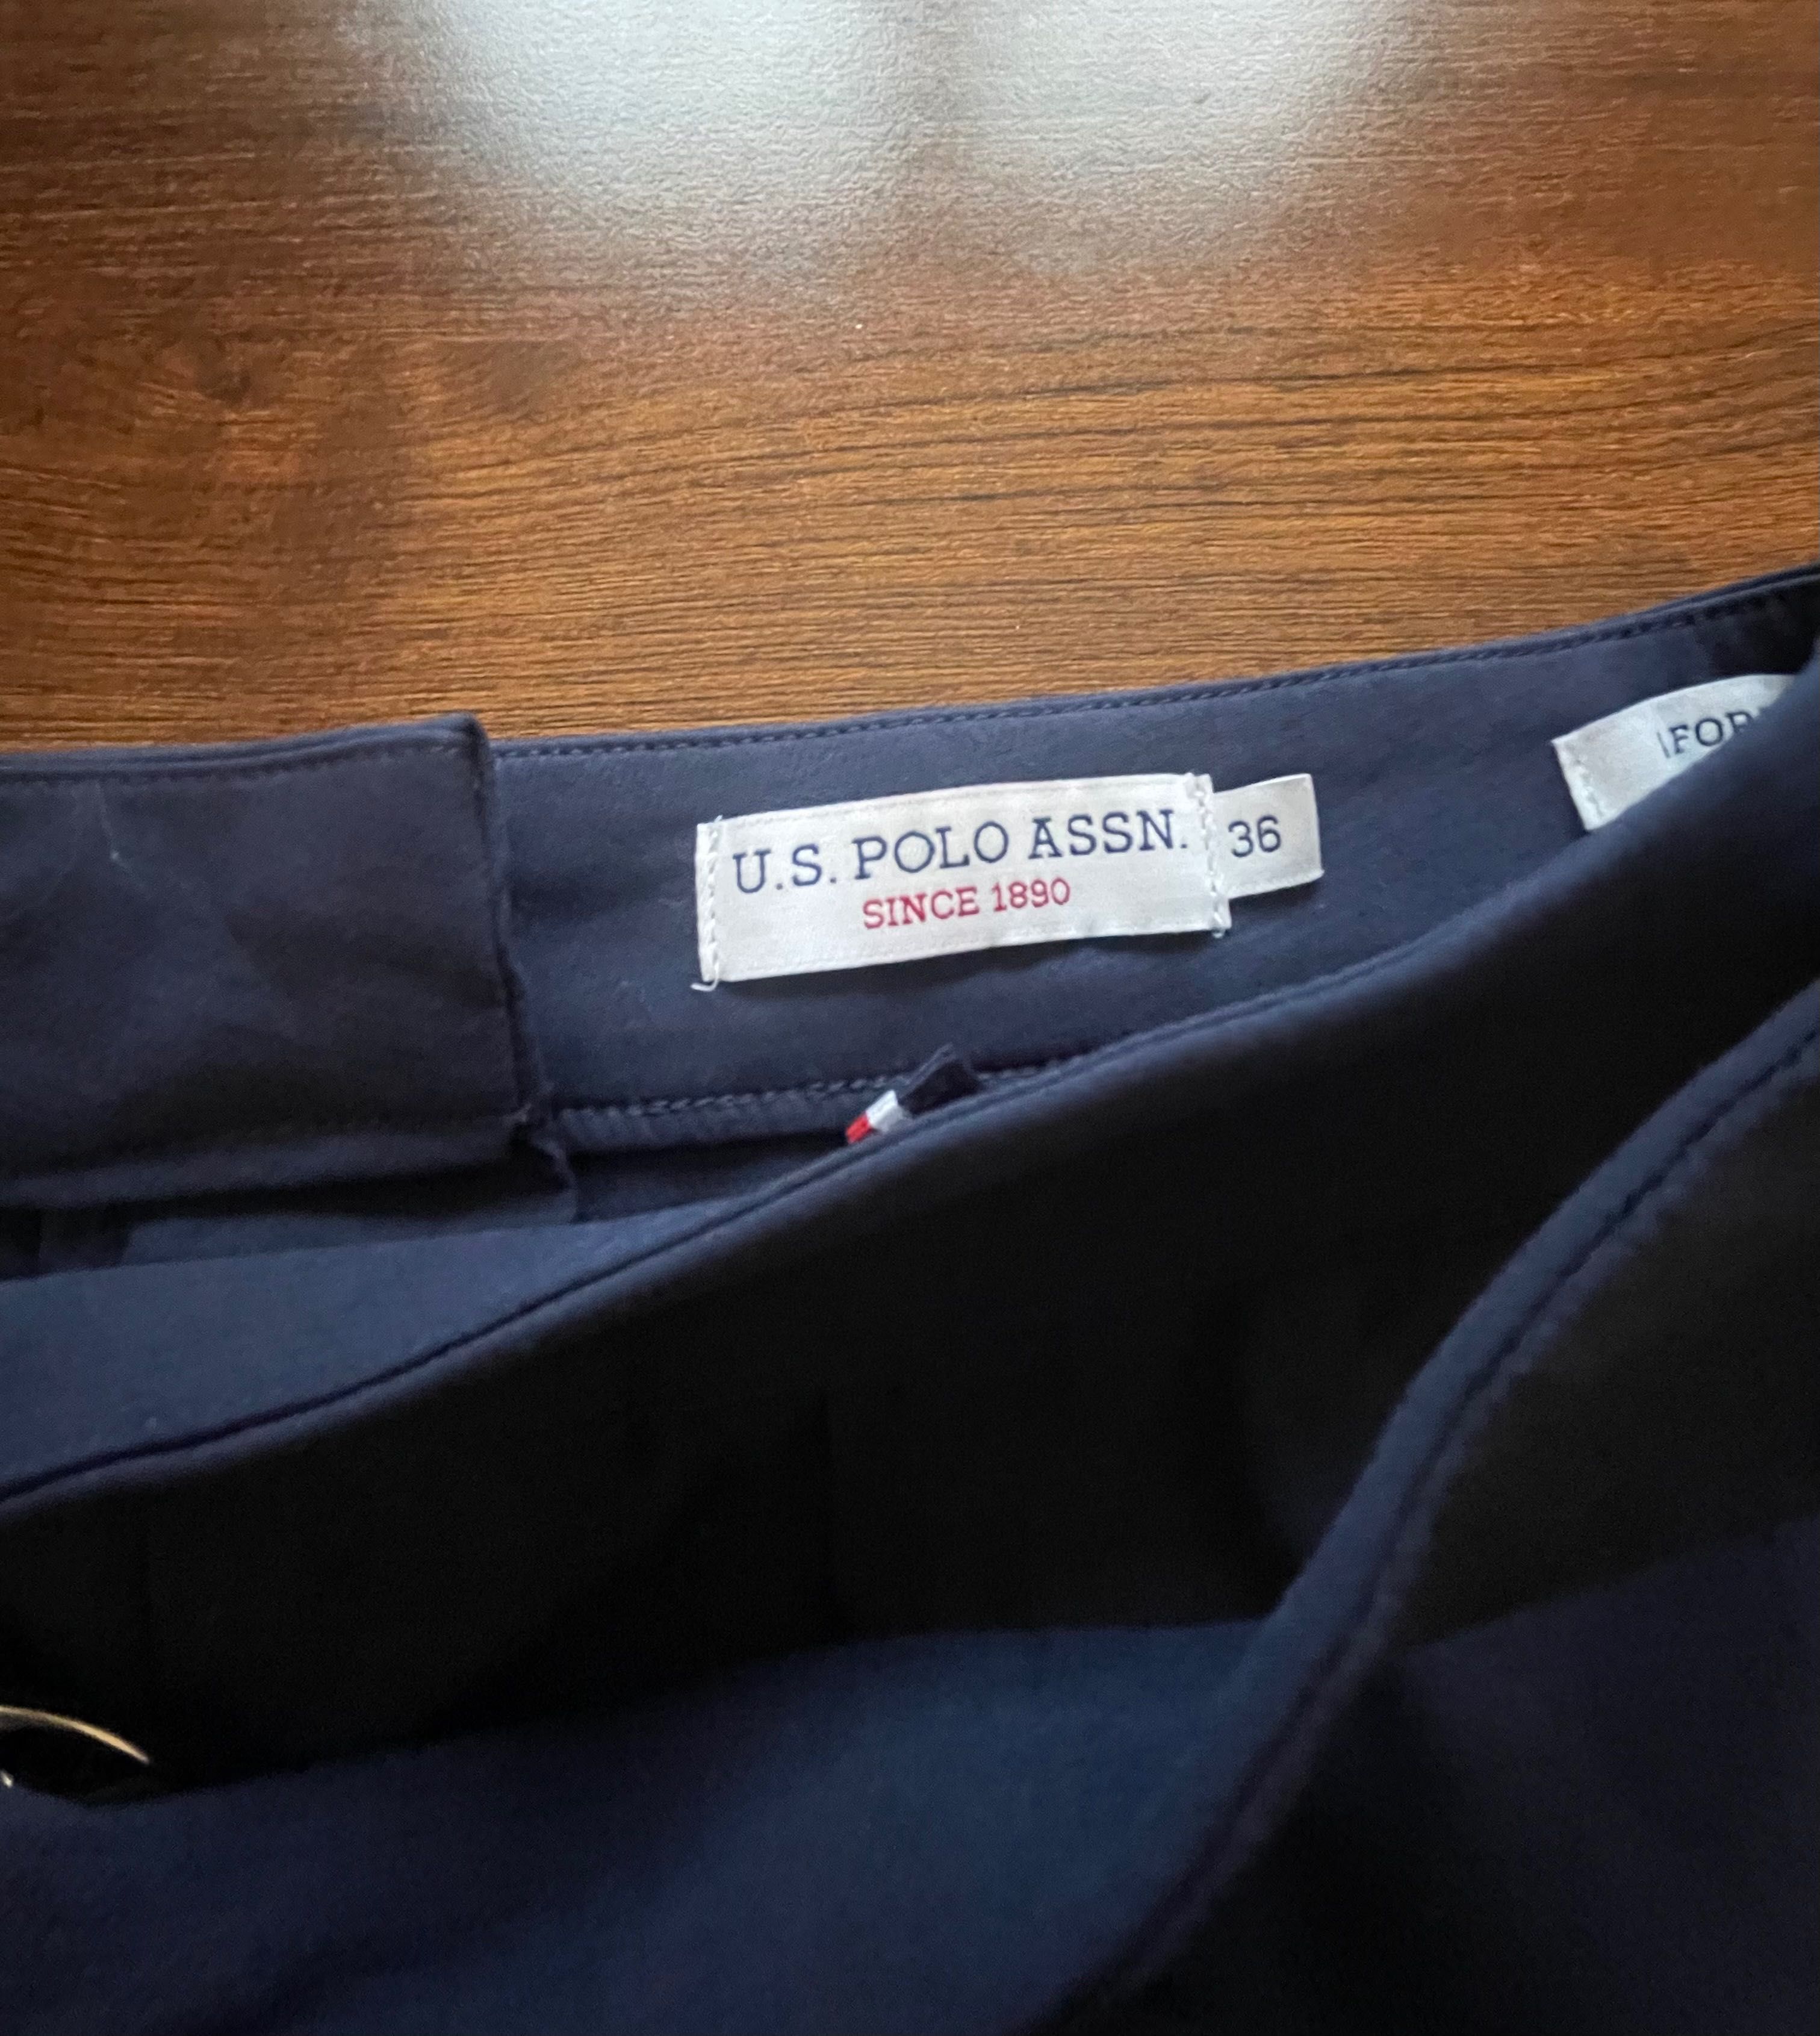 U.S. POLO ASSN.
SINCE 1890
36